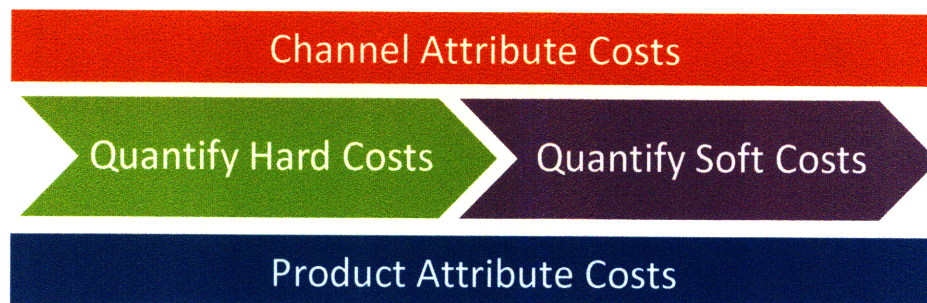 Channel Attribute Costs
Quantify Hard Costs
Quantify Soft Costs
Product Attribute Costs